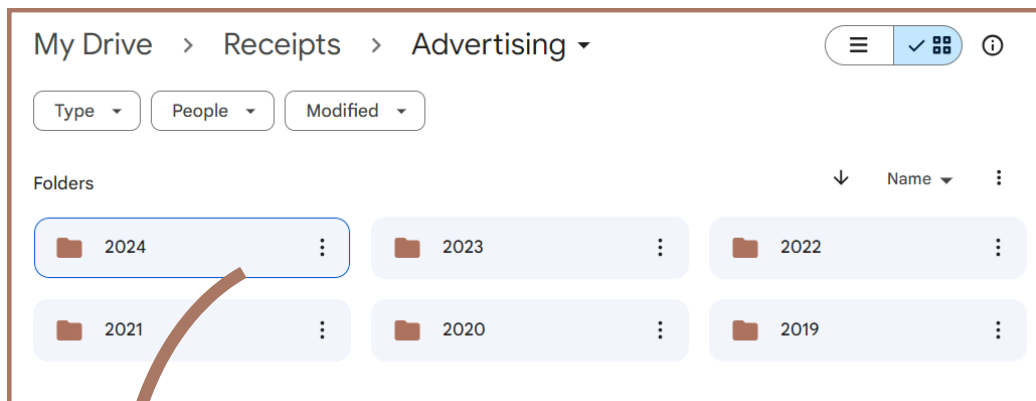 My Drive > Receipts > Advertising
Type People Modified
Folders Name
2024 2023 2022
2021 2020 2019